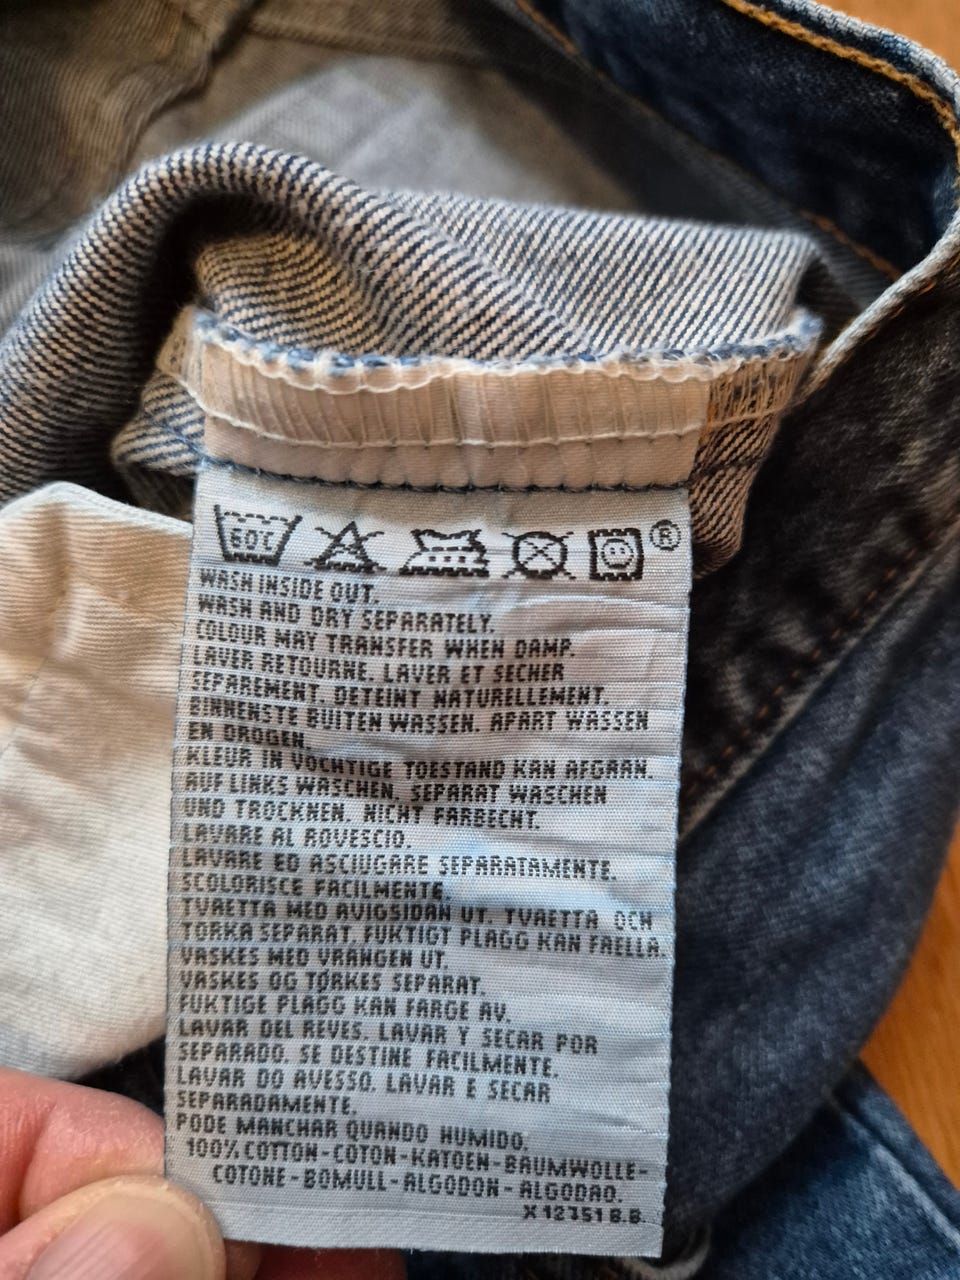 60C
®
WASH INSIDE OUT.
WASH AND DRY SEPARATELY.
COLOUR MAY TRANSFER WHEN DAMP.
LAVER RETOURNE. LAVER ET SECHER
SEPAREMENT. DETEINT NATURELLEMENT.
BINNENSTE BUITEN WASSEN. APART WASSEN
EN DROGEN.
KLEUR IN VOCHTIGE TOESTAND KAN AFGAAN.
AUF LINKS WASCHEN, SEPARAT WASCHEN
UND TROCKNEN. NICHT FARBECHT.
LAVARE AL ROVESCIO.
LAVARE ED ASCIUGARE SEPARATAMENTE.
SCOLORISCE FACILMENTE
TVAETTA MED AVIGSIDAN UT. TVAETTA OCH
TORKA SEPARAT. FUKTIGT PLAGG KAN FAELLA.
VASKES MED VRANGEN UT.
VASKES OG TØRKES SEPARAT.
FUKTIGE PLAGG KAN FARGE AV.
LAVAR DEL REVES. LAVAR Y SECAR POR
SEPARADO. SE DESTINE FACILMENTE.
LAVAR DO AVESSO. LAVAR E SECAR
SEPARADAMENTE.
PODE MANCHAR QUANDO HUMIDO.
100% COTTON-COTON-KATOEN-BAUMWOLLE-
COTONE-BOMULL-ALGODON-ALGODAO.
X 12351 B.B.